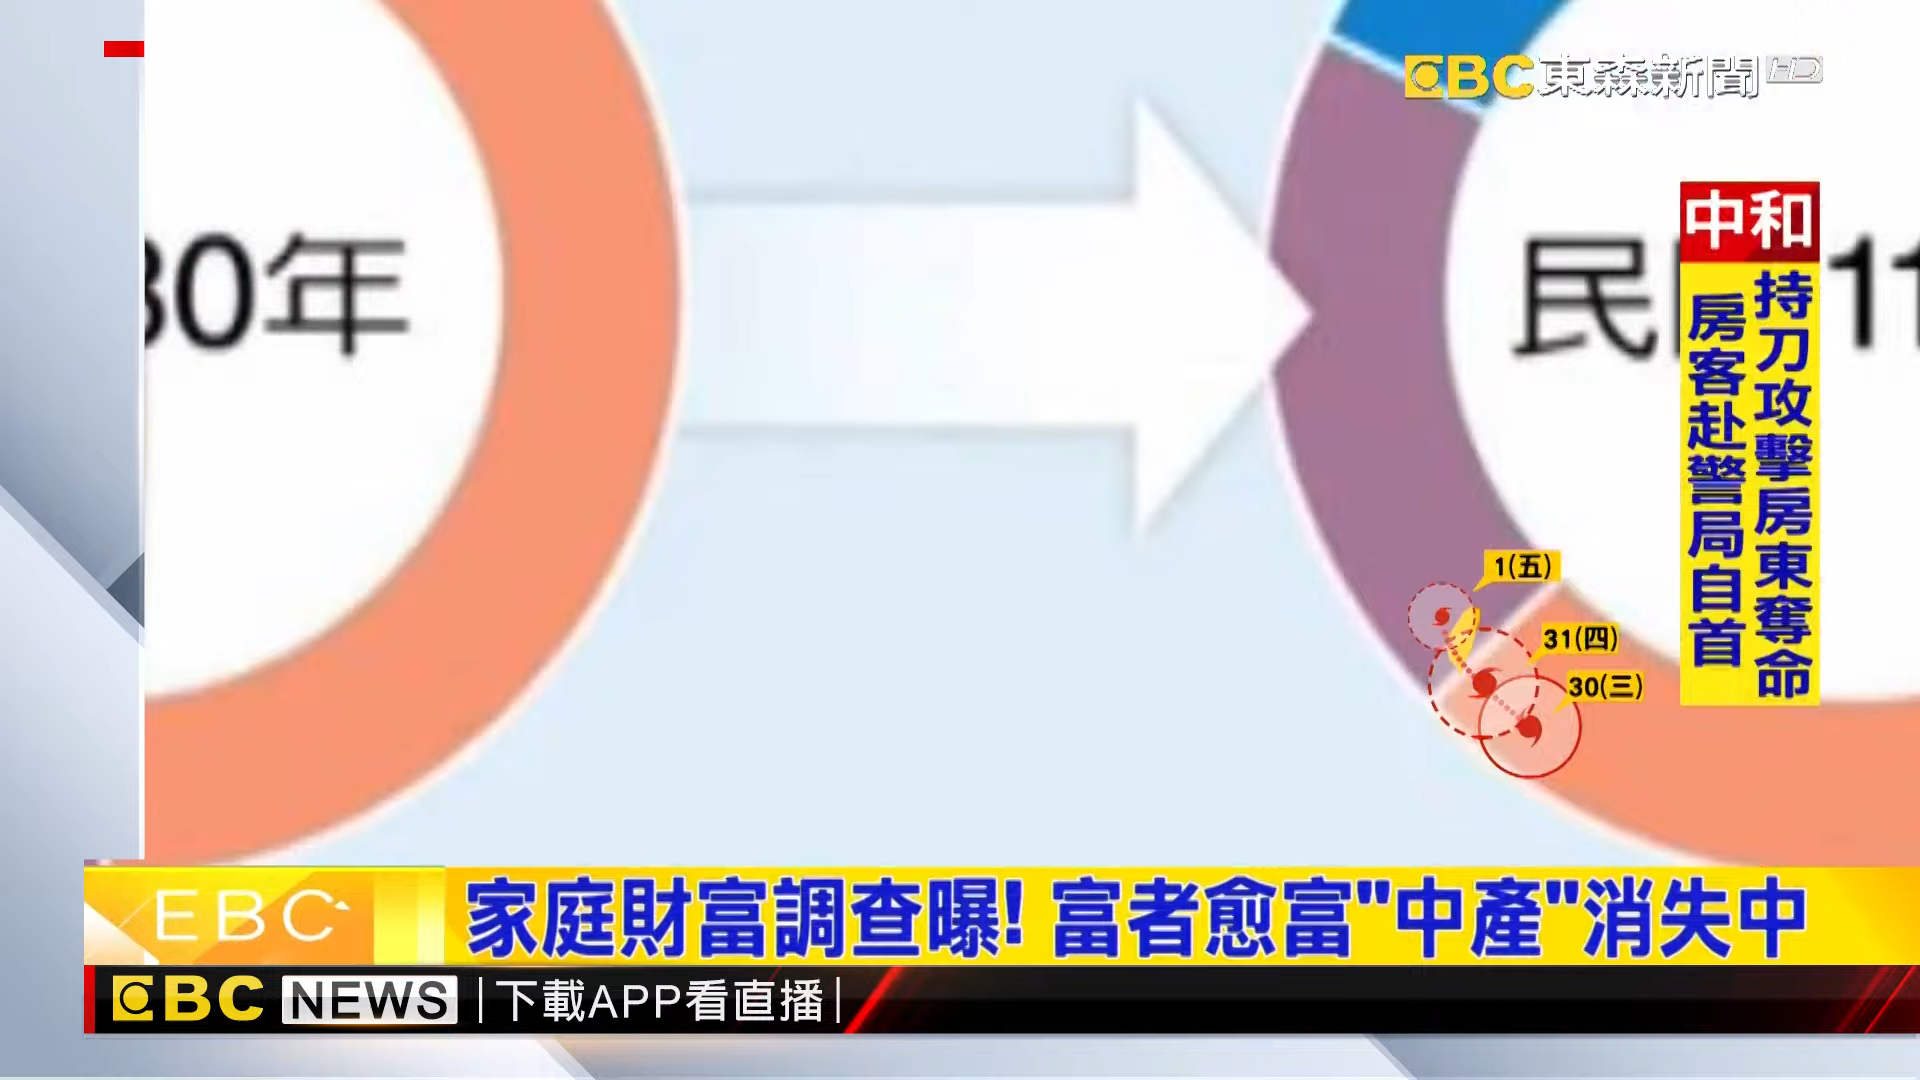 EBC東森新聞HD
中和
持刀攻擊房東奪命
房客赴警局自首
30年
民
11
1(五)
31(四)
30(三)
EBC
家庭財富調查曝! 富者愈富"中產"消失中
EBC NEWS 下載APP看直播